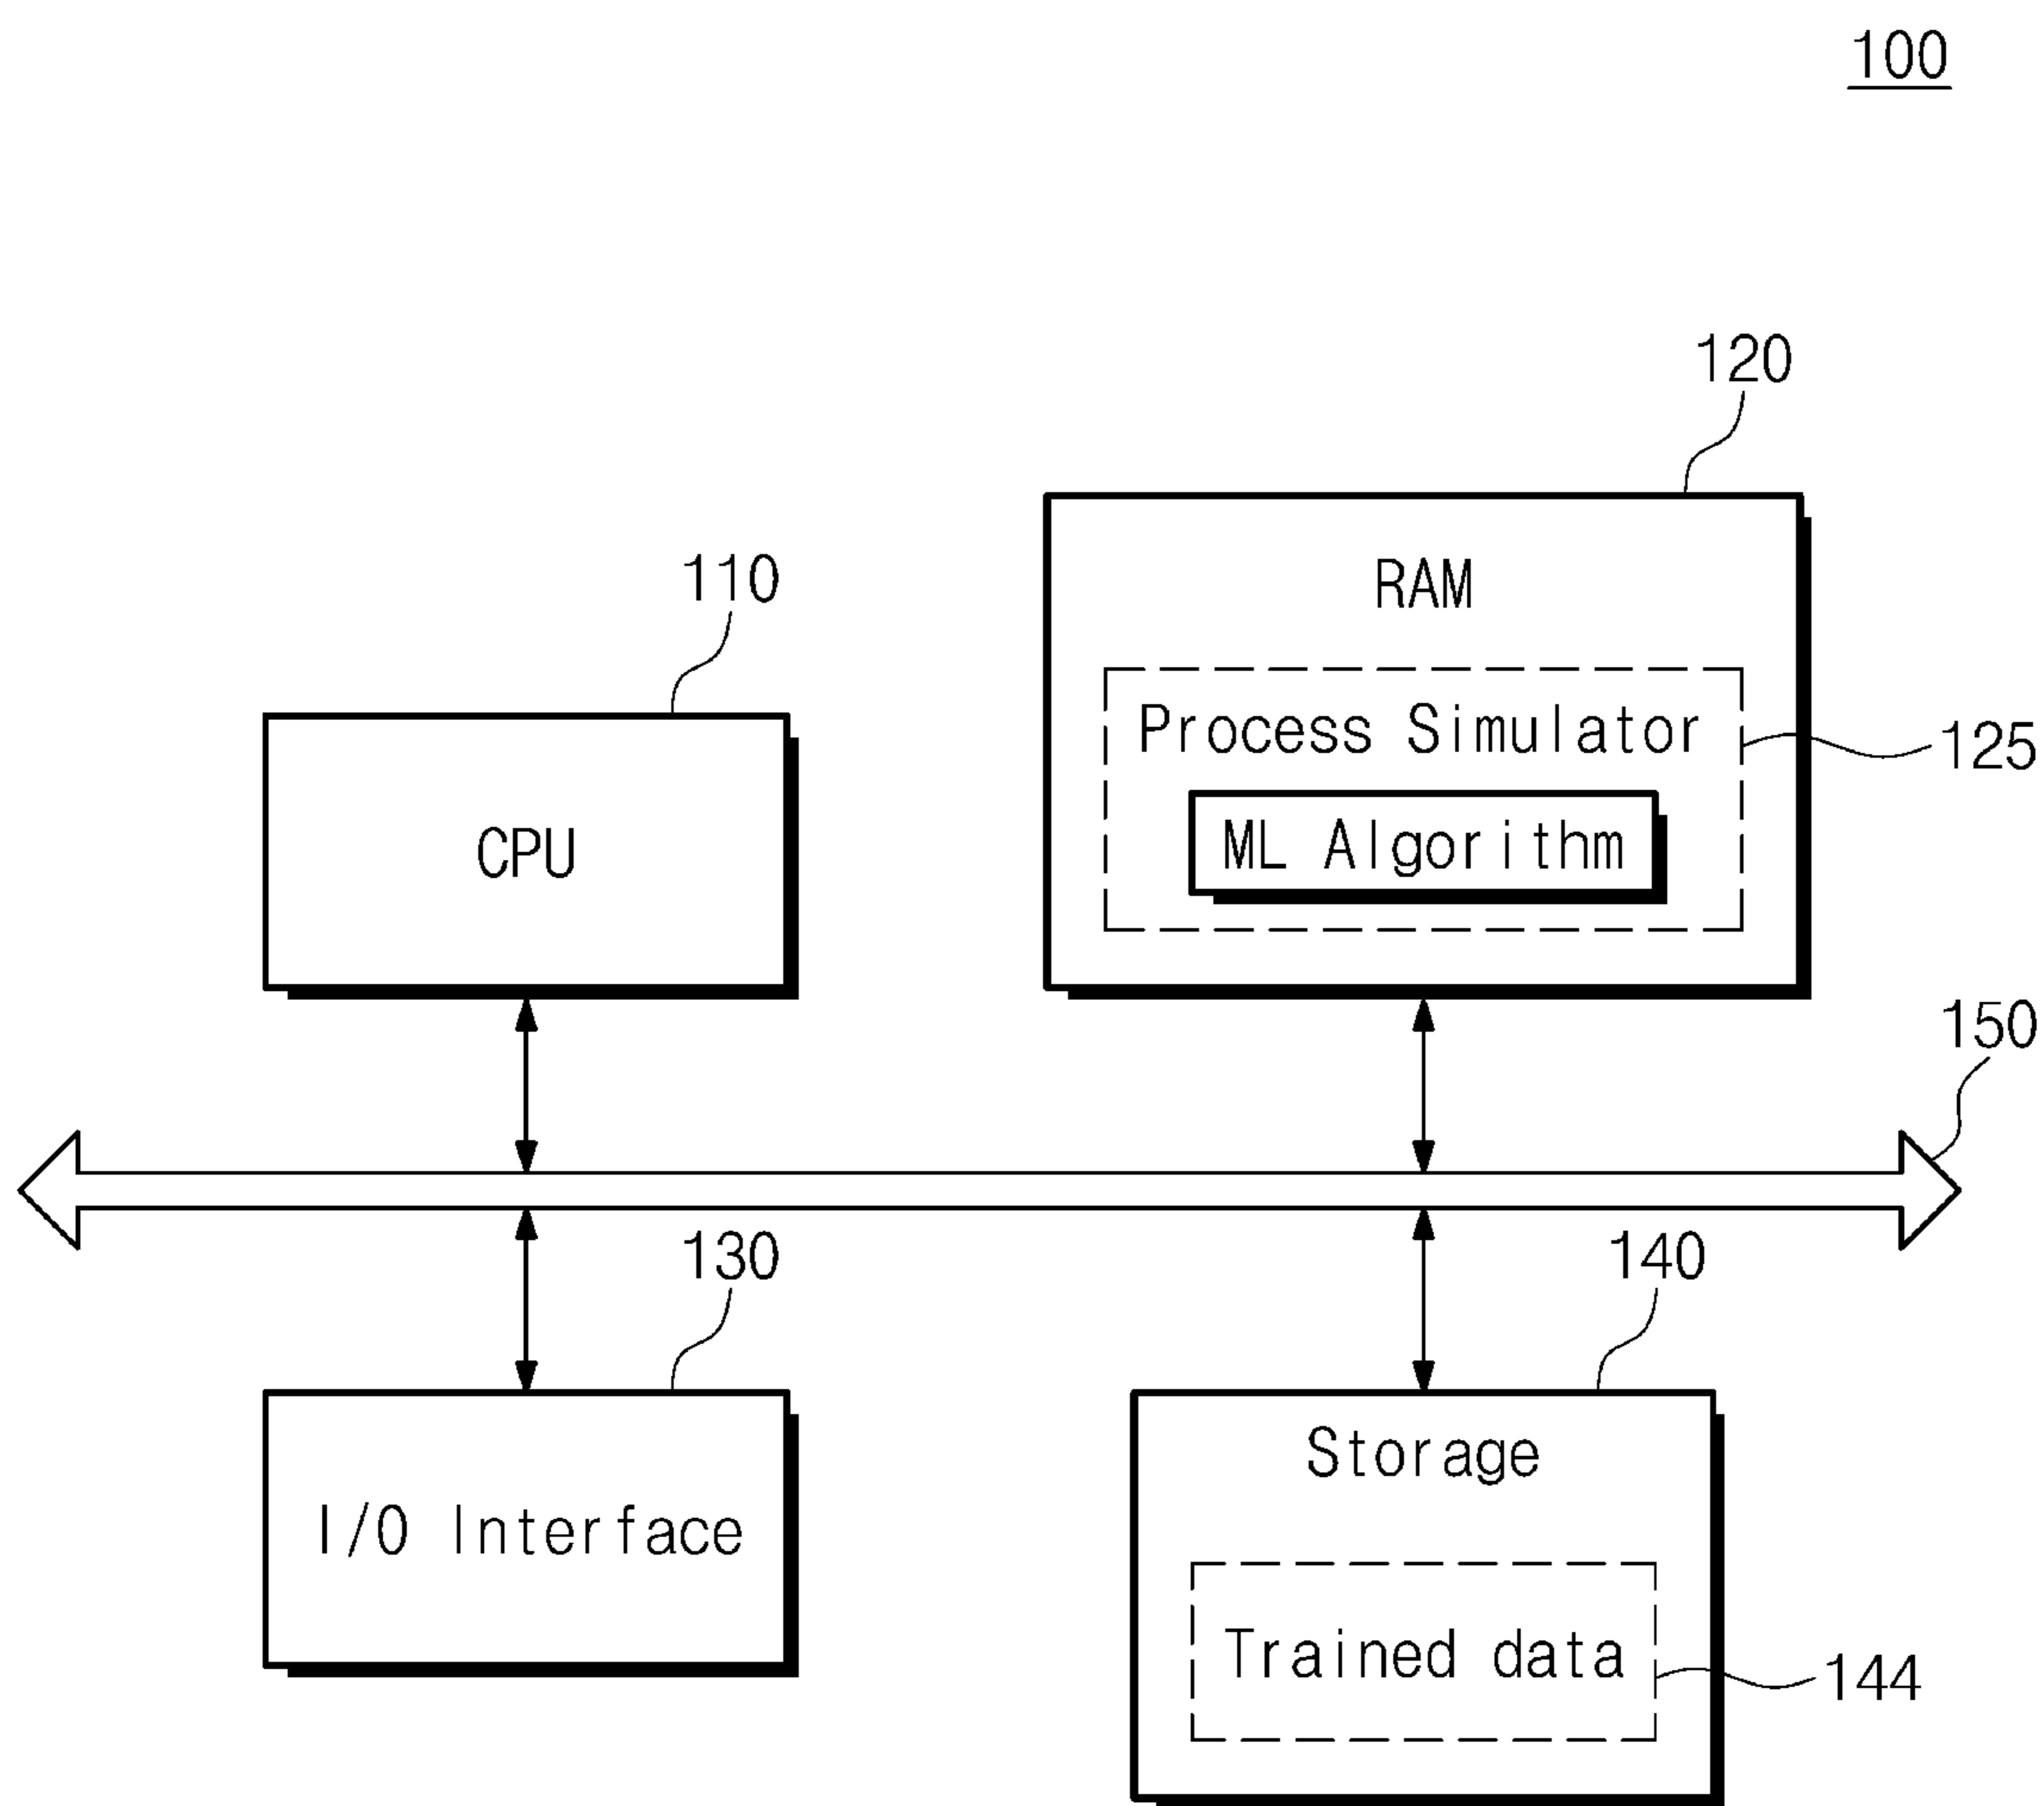 100
120
RAM
110
Process Simulator
125
CPU
ML Algorithm
150
130
140
Storage
I/O Interface
Trained data
144